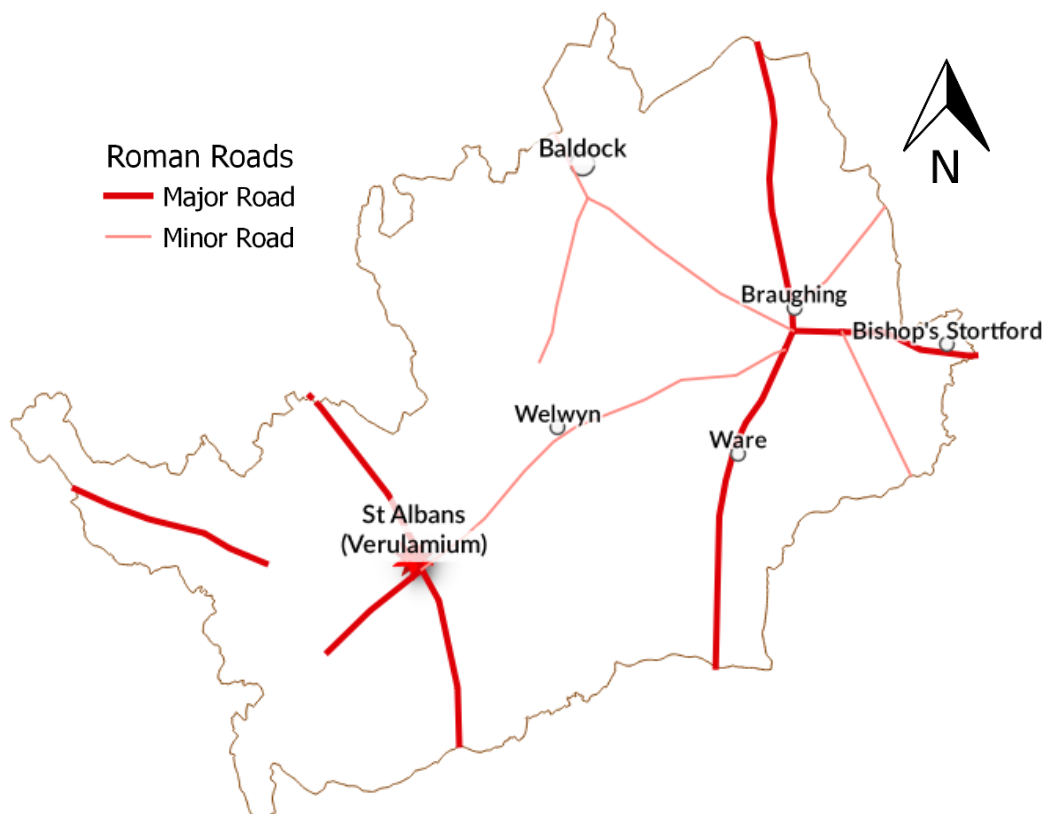 Baldock
Roman Roads
Major Road
Minor Road
N
Braughing
Bishop's Stortford
Welwyn
Ware
St Albans
(Verulamium)